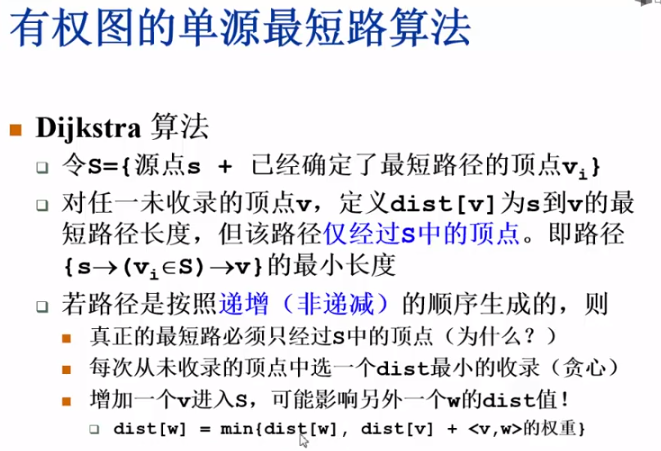 有权图的单源最短路算法
Dijkstra 算法
令S={源点s + 已经确定了最短路径的顶点vi}
对任一未收录的顶点v，定义dist[v]为s到v的最
短路径长度，但该路径仅经过S中的顶点。即路径
{s→(vi∈S)→v}的最小长度
若路径是按照递增（非递减）的顺序生成的，则
真正的最短路必须只经过S中的顶点（为什么？）
每次从未收录的顶点中选一个dist最小的收录（贪心）
增加一个v进入S，可能影响另外一个w的dist值！
dist[w] = min{dist[w], dist[v] + <v,w>的权重}